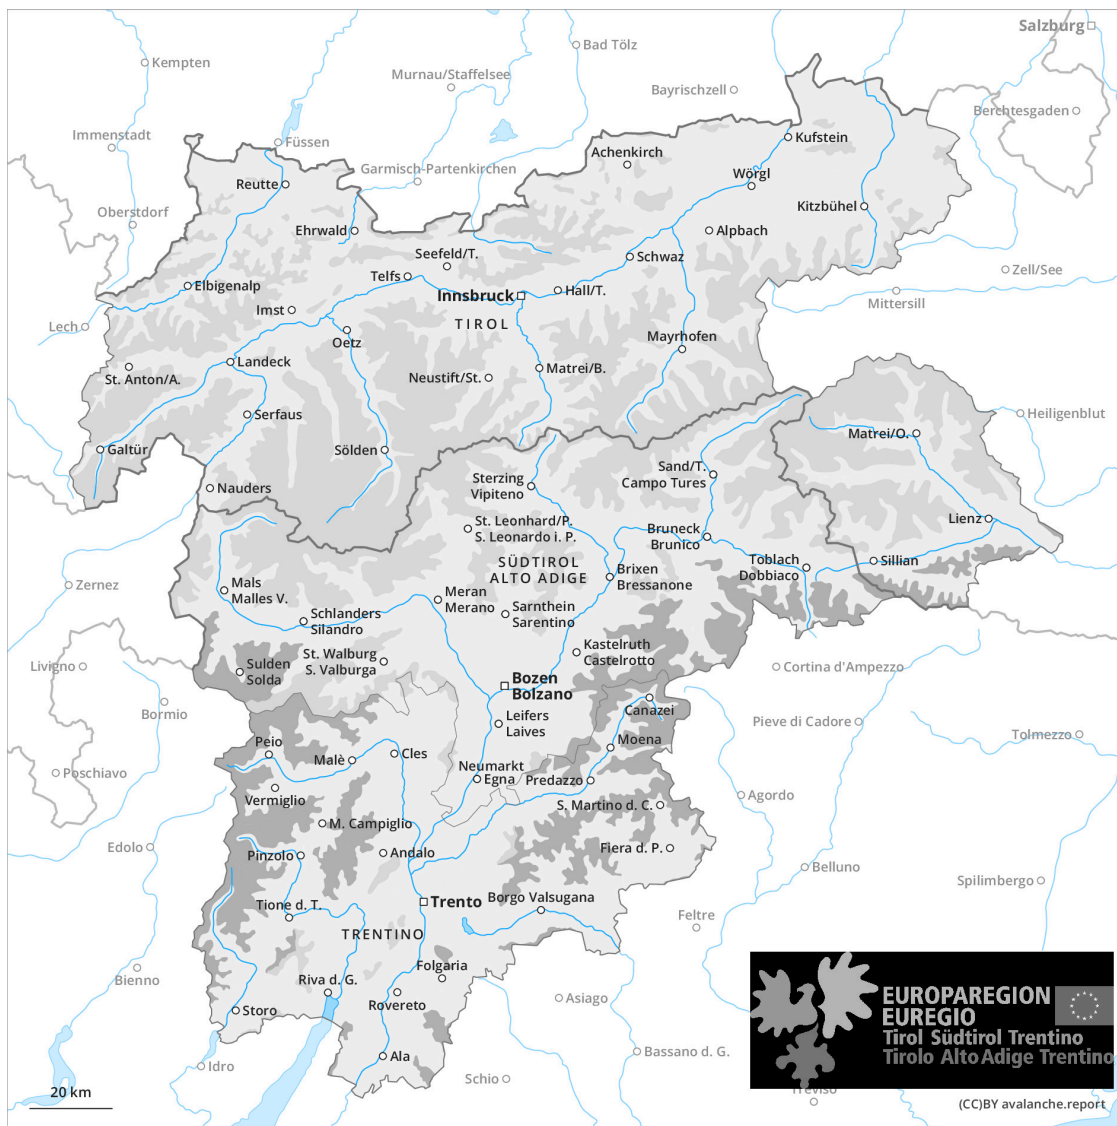 Salzburg
Kempten
Bad Tölz
Murnau/Staffelsee
Bayrischzell
Berchtesgaden
Immenstadt
Füssen
Kufstein
Achenkirch
Garmisch-Partenkirchen
Wörgl
Reutte
Kitzbühel
Oberstdorf
Ehrwald
Alpbach
Seefeld/T.
Schwaz
Telfs
Zell/See
Elbigenalp
Innsbruck
Hall/T.
Mittersill
Imst
TIROL
Lech
Oetz
Mayrhofen
Landeck
Matrei/B.
St. Anton/A.
Neustift/St.
Serfaus
Heiligenblut
Matrei/O.
Galtür
Sölden
Sand/T.
Campo Tures
Sterzing
Vipiteno
Nauders
Lienz
St. Leonhard/P.
S. Leonardo i. P.
Bruneck
Brunico
SÜDTIROL
ALTO ADIGE
Toblach
Dobbiaco
Sillian
Brixen
Bressanone
Zernez
Mals
Malles V.
Meran
Merano
Schlanders
Silandro
Sarnthein
Sarentino
Kastelruth
Castelrotto
St. Walburg
S. Valburga
Livigno
Sulden
Solda
Cortina d'Ampezzo
Bozen
Bolzano
Bormio
Canazei
Leifers
Laives
Pieve di Cadore
Tolmezzo
Peio
Moena
Malè
Cles
Poschiavo
Neumarkt
Egna
Predazzo
Vermiglio
Agordo
S. Martino d. C.
M. Campiglio
Edolo
Pinzolo
Andalo
Fiera d. P.
Belluno
Spilimbergo
Tione d. T.
Trento
Borgo Valsugana
Feltre
TRENTINO
Bienno
Folgaria
Riva d. G.
Rovereto
Asiago
Storo
EUROPAREGION
EUREGIO
Tirol Südtirol Trentino
Tirolo Alto Adige Trentino
Ala
Bassano d. G.
Idro
Schio
Treviso
20 km
(CC)BY avalanche.report